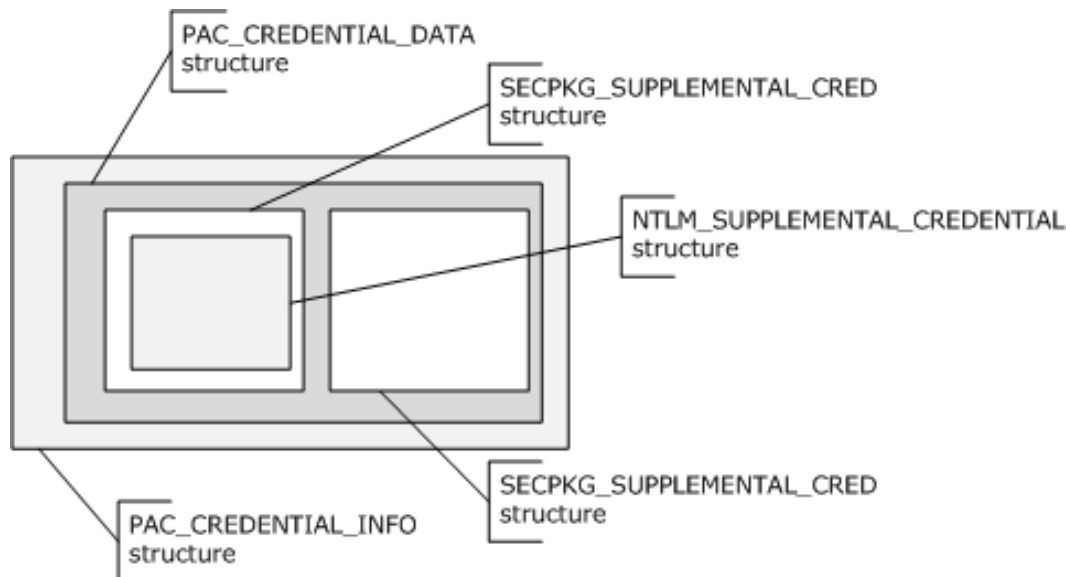 PAC_CREDENTIAL_DATA
structure
SECPKG_SUPPLEMENTAL_CRED
structure
NTLM_SUPPLEMENTAL_CREDENTIAL
structure
SECPKG_SUPPLEMENTAL_CRED
structure
PAC_CREDENTIAL_INFO
structure